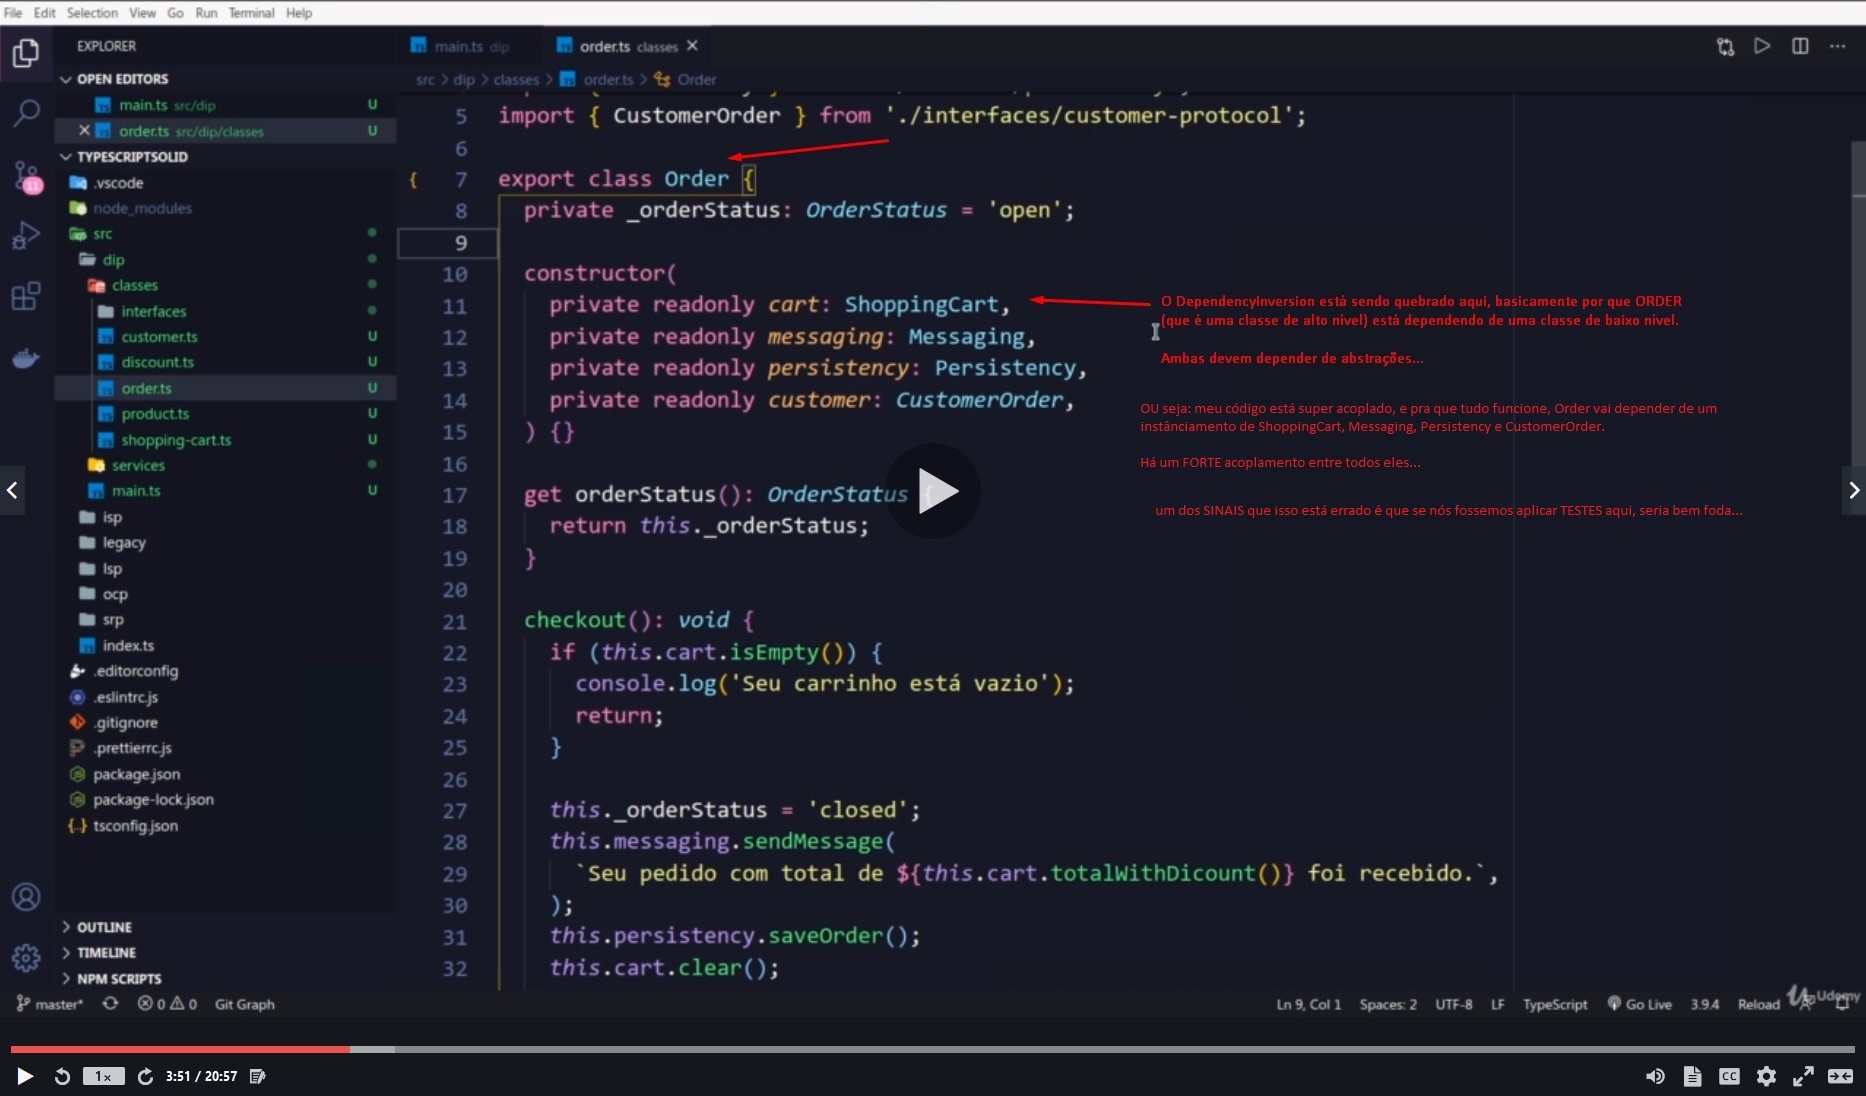 File Edit Selection View Go Run Terminal Help
EXPLORER
OPEN EDITORS
main.ts src/dip U
order.ts src/dip/classes U
TYPESCRIPTSOLID
11
.vscode
node_modules
src
dip
classes
interfaces
customer.ts U
discount.ts U
order.ts U
product.ts U
shopping-cart.ts U
services
main.ts U
isp
legacy
lsp
ocp
srp
index.ts
.editorconfig
.eslintrc.js
.gitignore
.prettierrc.js
package.json
package-lock.json
tsconfig.json
OUTLINE
TIMELINE
NPM SCRIPTS
main.ts dip order.ts classes
src > dip > classes > order.ts > Order
5 import { CustomerOrder } from './interfaces/customer-protocol';
6
7 export class Order {
8 private _orderStatus: OrderStatus = 'open';
9
10 constructor(
11 private readonly cart: ShoppingCart,
12 private readonly messaging: Messaging,
13 private readonly persistency: Persistency,
14 private readonly customer: CustomerOrder,
15 ) {}
16
17 get orderStatus(): OrderStatus {
18 return this._orderStatus;
19 }
20
21 checkout(): void {
22 if (this.cart.isEmpty()) {
23 console.log('Seu carrinho está vazio');
24 return;
25 }
26
27 this._orderStatus = 'closed';
28 this.messaging.sendMessage(
29 `Seu pedido com total de ${this.cart.totalWithDicount()} foi recebido.`,
30 );
31 this.persistency.saveOrder();
32 this.cart.clear();
O DependencyInversion está sendo quebrado aqui, basicamente por que ORDER
(que é uma classe de alto nível) está dependendo de uma classe de baixo nível.
Ambas devem depender de abstrações...
OU seja: meu código está super acoplado, e pra que tudo funcione, Order vai depender de um
instânciamento de ShoppingCart, Messaging, Persistency e CustomerOrder.
Há um FORTE acoplamento entre todos eles...
um dos SINAIS que isso está errado é que se nós fossemos aplicar TESTES aqui, seria bem foda...
master* 0 0 Git Graph
Ln 9, Col 1 Spaces: 2 UTF-8 LF TypeScript Go Live 3.9.4 Reload
Udemy
1x 3:51 / 20:57
CC